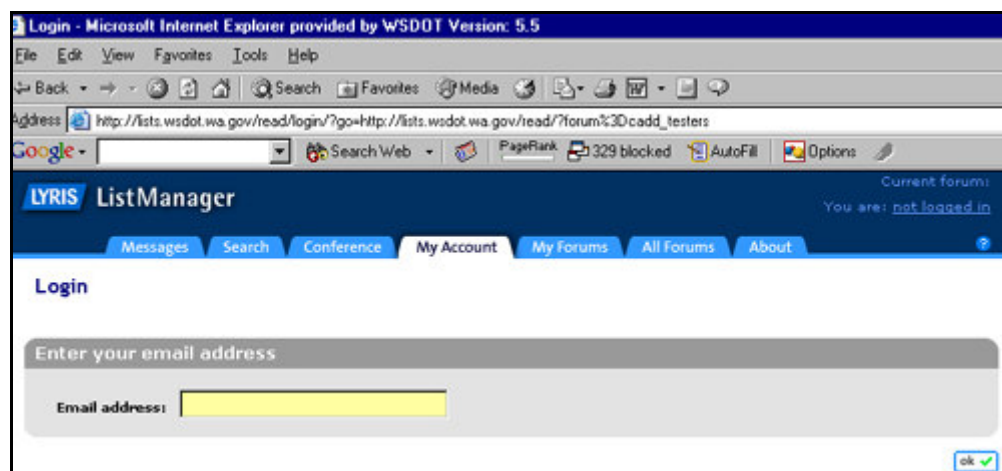 Login - Microsoft Internet Explorer provided by WSDOT Version: 5.5
File Edit View Favorites Tools Help
Back Search Favorites Media
Address http://lists.wsdot.wa.gov/read/login/?go=http://lists.wsdot.wa.gov/read/?forum%3Dcadd_testers
Google Search Web PageRank 329 blocked AutoFill Options
LYRIS ListManager
Current forum:
You are: not logged in
Messages Search Conference My Account My Forums All Forums About ?
Login
Enter your email address
Email address:
ok